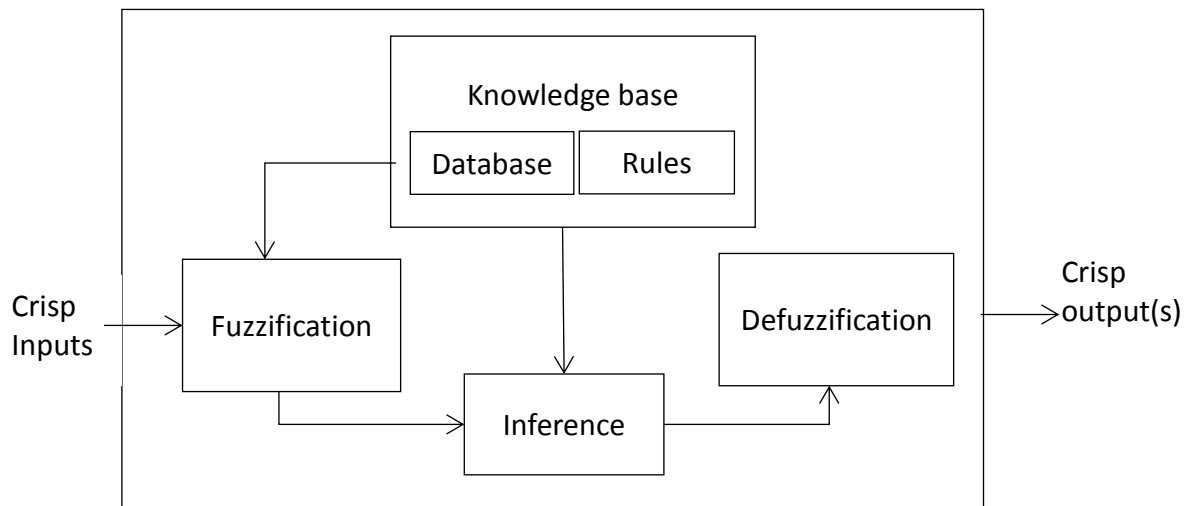 Knowledge base
Database
Rules
Crisp
Inputs
Fuzzification
Inference
Defuzzification
Crisp
output(s)